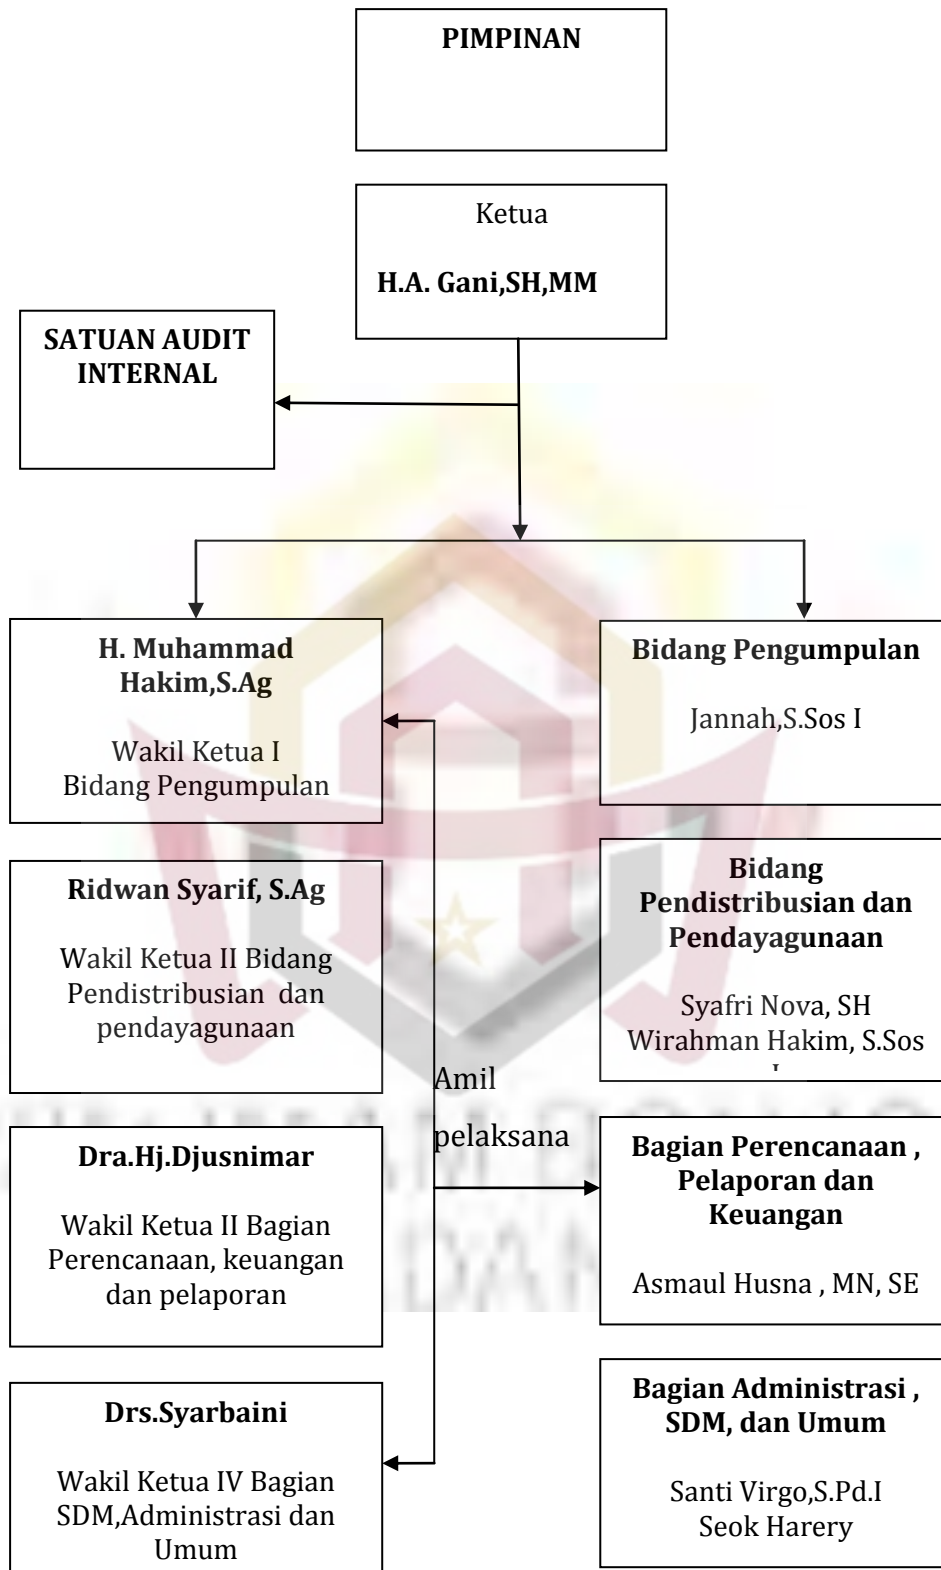 PIMPINAN
Ketua
H.A. Gani,SH,MM
SATUAN AUDIT
INTERNAL
H. Muhammad
Hakim,S.Ag
Wakil Ketua I
Bidang Pengumpulan
Bidang Pengumpulan
Jannah,S.Sos I
Ridwan Syarif, S.Ag
Wakil Ketua II Bidang
Pendistribusian dan
pendayagunaan
Bidang
Pendistribusian dan
Pendayagunaan
Syafri Nova, SH
Wirahman Hakim, S.Sos
Amil
pelaksana
Dra.Hj.Djusnimar
Wakil Ketua II Bagian
Perencanaan, keuangan
dan pelaporan
Bagian Perencanaan ,
Pelaporan dan
Keuangan
Asmaul Husna , MN, SE
Drs.Syarbaini
Wakil Ketua IV Bagian
SDM,Administrasi dan
Umum
Bagian Administrasi ,
SDM, dan Umum
Santi Virgo,S.Pd.I
Seok Harery